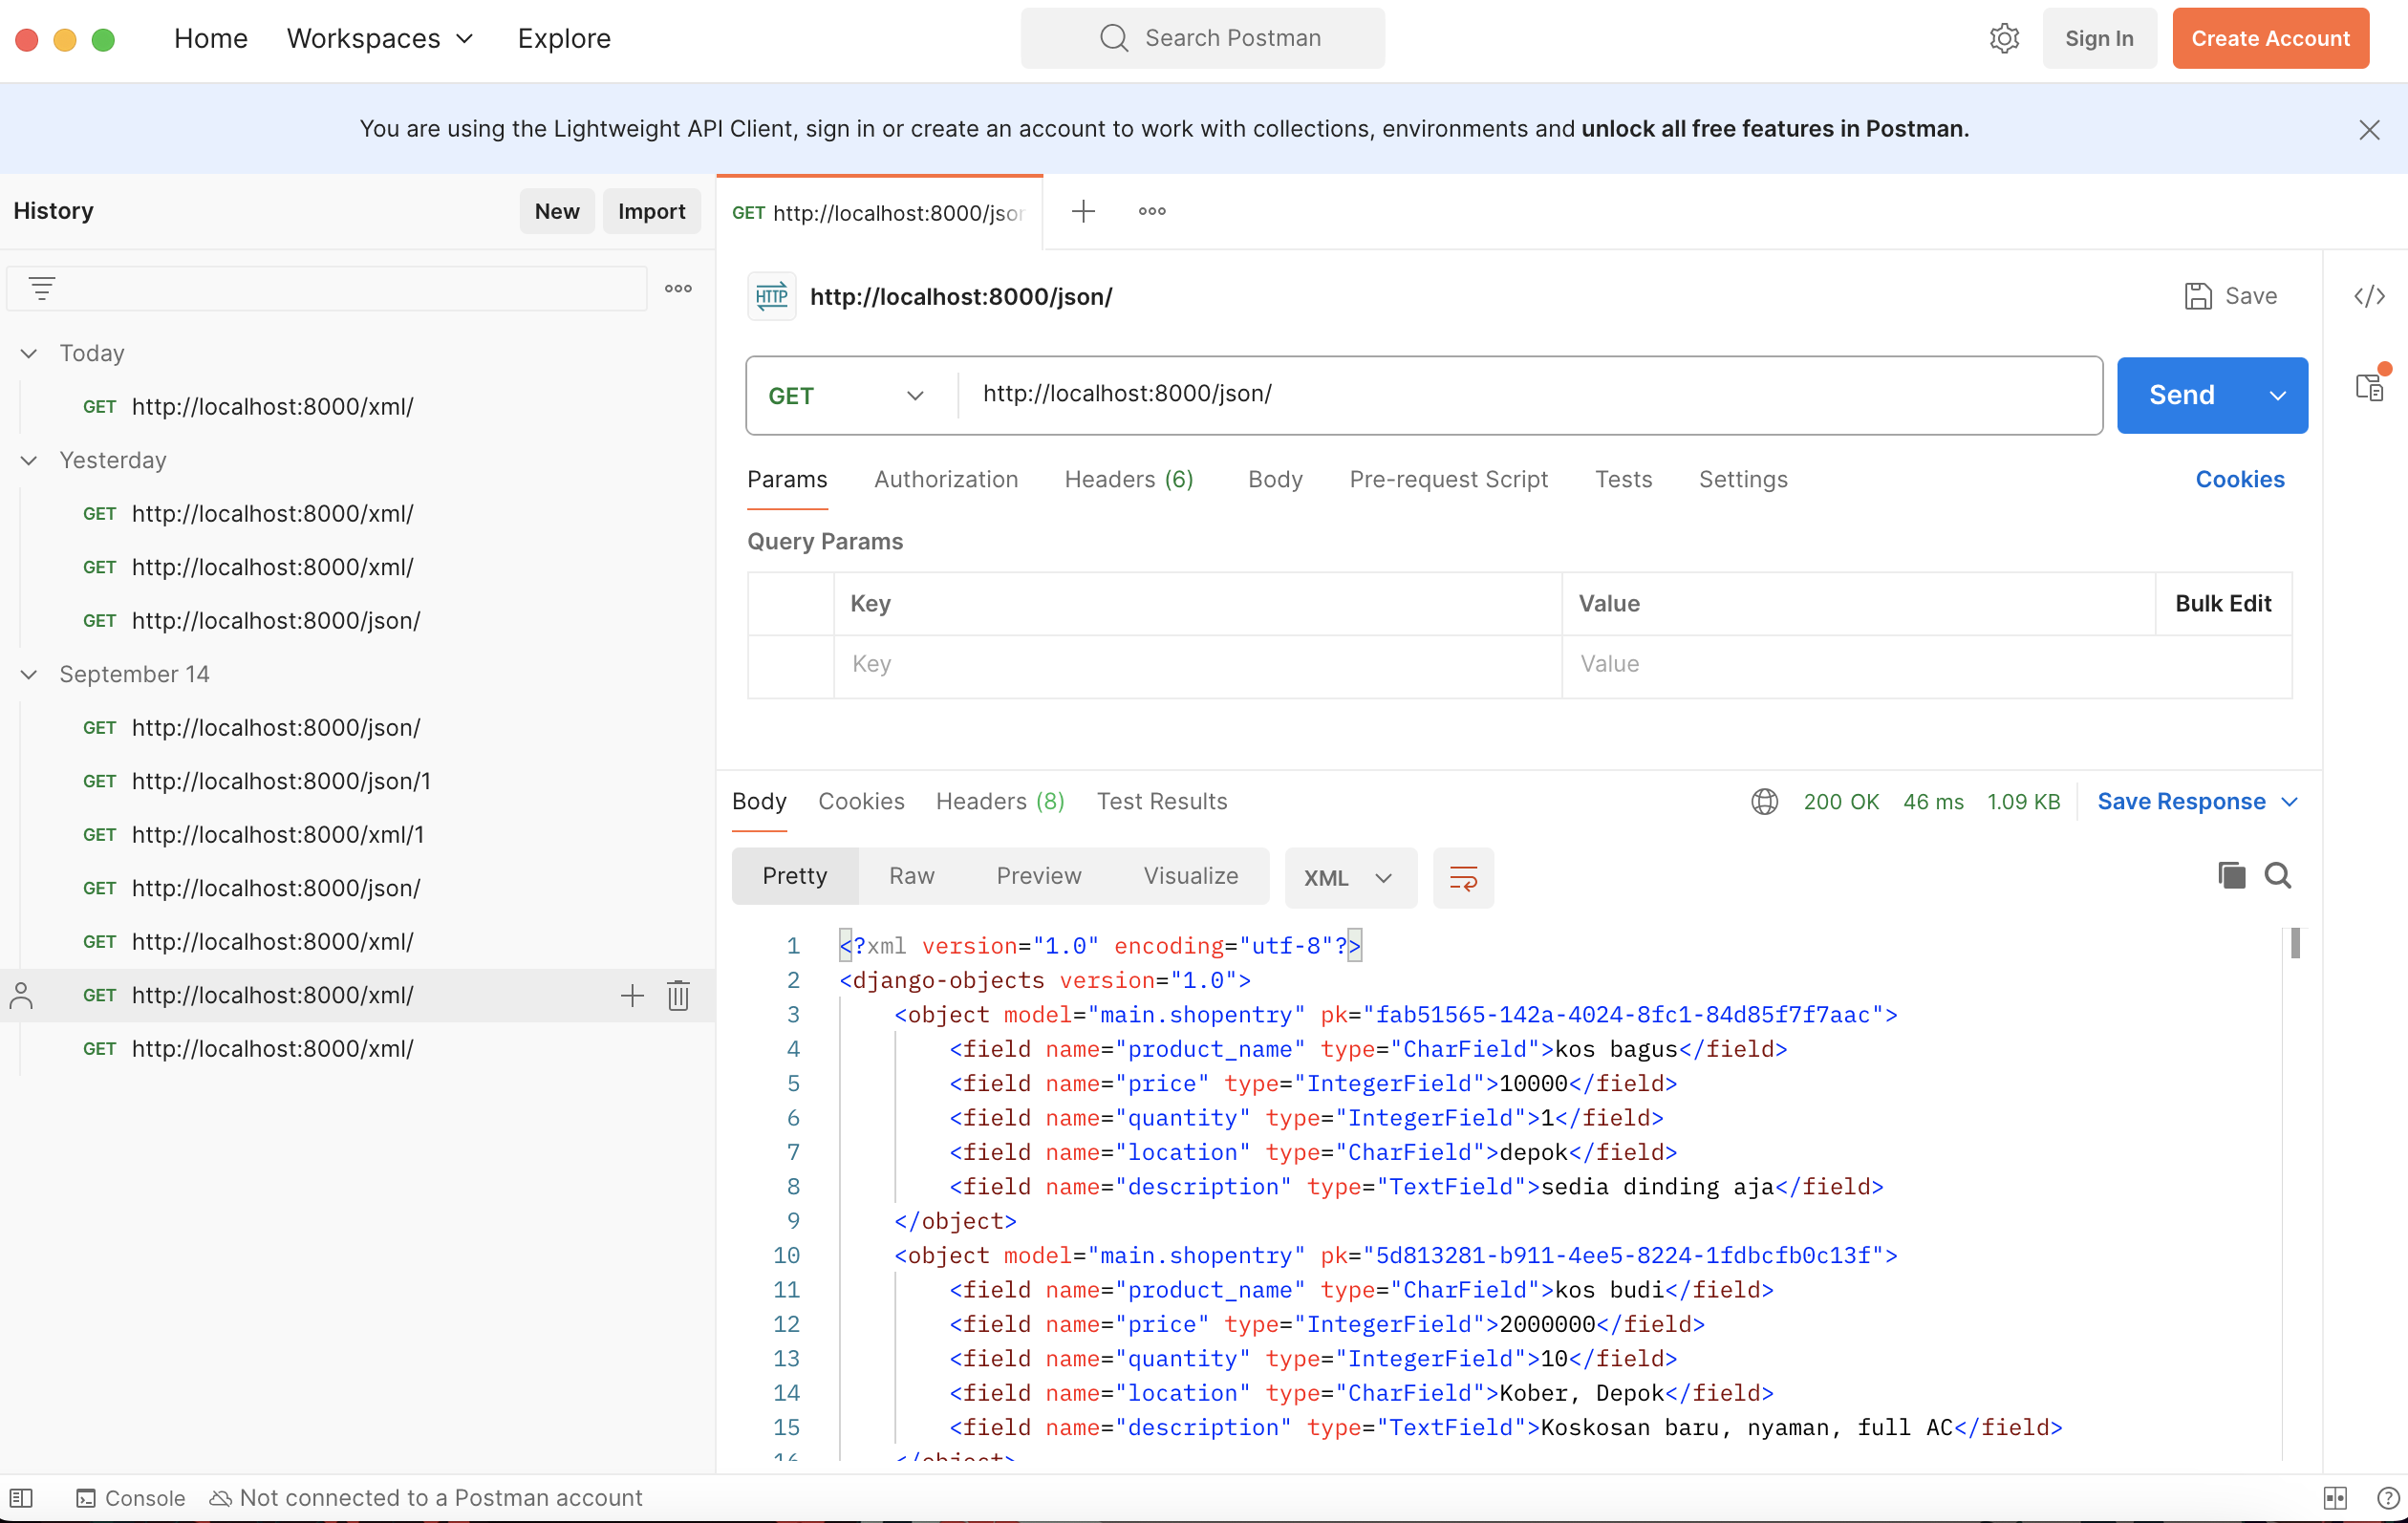 Home Workspaces Explore Search Postman Sign In Create Account
You are using the Lightweight API Client, sign in or create an account to work with collections, environments and unlock all free features in Postman.
History New Import
Today
GET http://localhost:8000/xml/
Yesterday
GET http://localhost:8000/xml/
GET http://localhost:8000/xml/
GET http://localhost:8000/json/
September 14
GET http://localhost:8000/json/
GET http://localhost:8000/json/1
GET http://localhost:8000/xml/1
GET http://localhost:8000/json/
GET http://localhost:8000/xml/
GET http://localhost:8000/xml/
GET http://localhost:8000/xml/
GET http://localhost:8000/jsor
HTTP http://localhost:8000/json/ Save </>
GET http://localhost:8000/json/ Send
Params Authorization Headers (6) Body Pre-request Script Tests Settings Cookies
Query Params
Key Value Bulk Edit
Key Value
Body Cookies Headers (8) Test Results 200 OK 46 ms 1.09 KB Save Response
Pretty Raw Preview Visualize XML
1 <?xml version="1.0" encoding="utf-8"?>
2 <django-objects version="1.0">
3 <object model="main.shopentry" pk="fab51565-142a-4024-8fc1-84d85f7f7aac">
4 <field name="product_name" type="CharField">kos bagus</field>
5 <field name="price" type="IntegerField">10000</field>
6 <field name="quantity" type="IntegerField">1</field>
7 <field name="location" type="CharField">depok</field>
8 <field name="description" type="TextField">sedia dinding aja</field>
9 </object>
10 <object model="main.shopentry" pk="5d813281-b911-4ee5-8224-1fdbcfb0c13f">
11 <field name="product_name" type="CharField">kos budi</field>
12 <field name="price" type="IntegerField">2000000</field>
13 <field name="quantity" type="IntegerField">10</field>
14 <field name="location" type="CharField">Kober, Depok</field>
15 <field name="description" type="TextField">Koskosan baru, nyaman, full AC</field>
16 </object>
Console Not connected to a Postman account